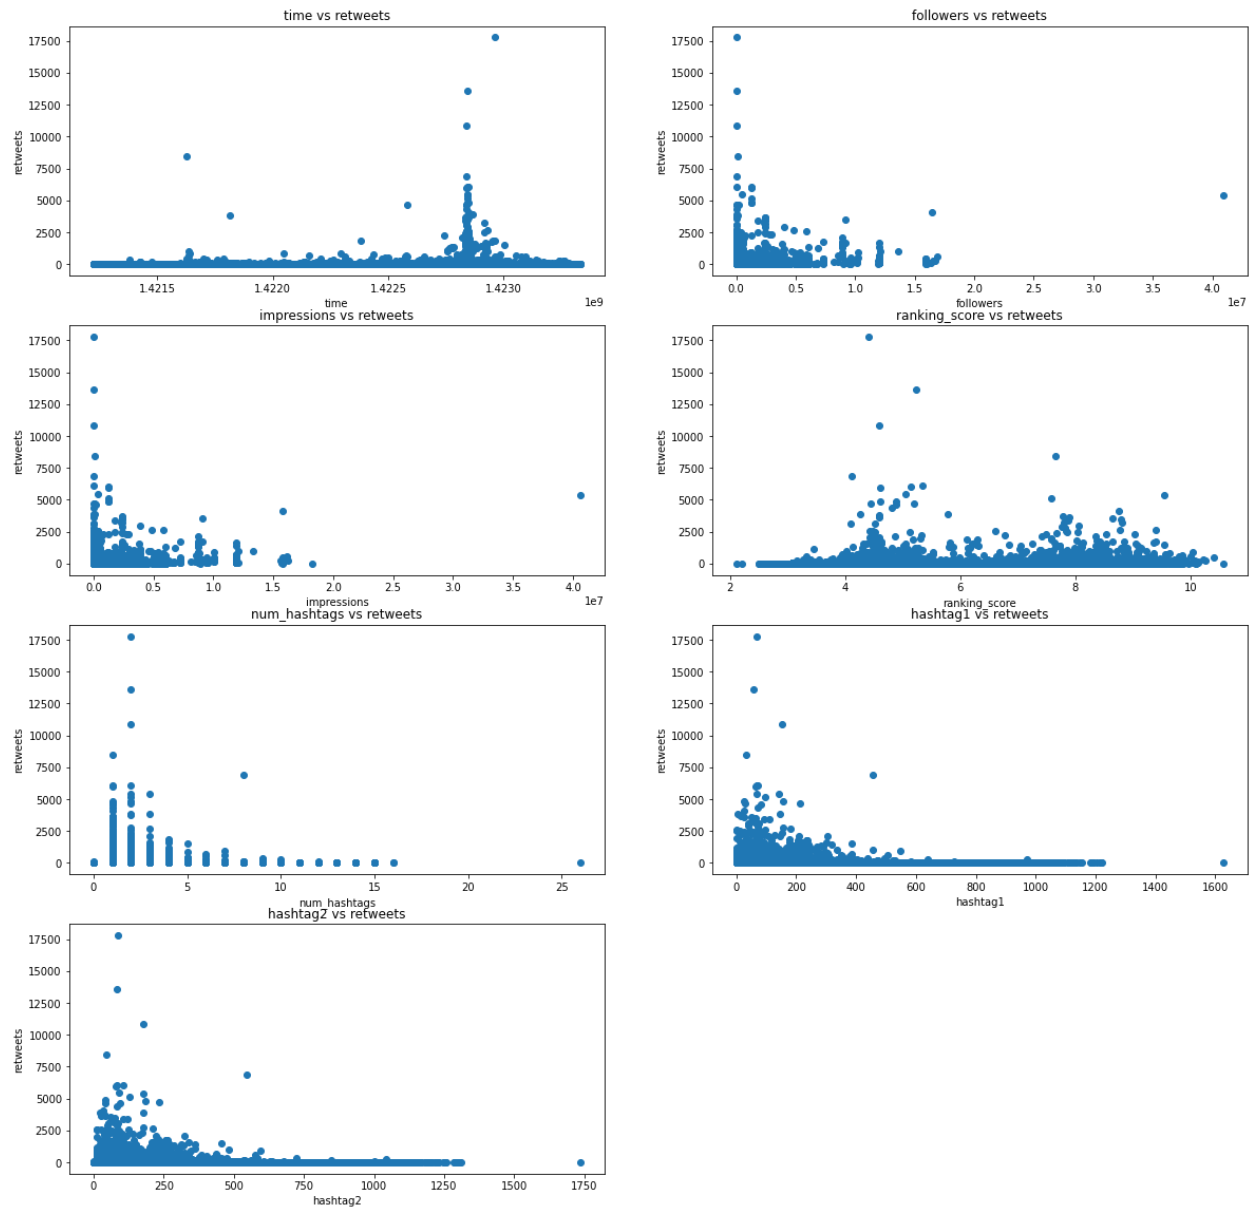 time vs retweets
17500
15000
12500
10000
7500
5000
2500
0
retweets
1.4215 1.4220 1.4225 1.4230
time
1e9
followers vs retweets
17500
15000
12500
10000
7500
5000
2500
0
retweets
0.0 0.5 1.0 1.5 2.0 2.5 3.0 3.5 4.0
followers
1e7
impressions vs retweets
17500
15000
12500
10000
7500
5000
2500
0
retweets
0.0 0.5 1.0 1.5 2.0 2.5 3.0 3.5 4.0
impressions
1e7
ranking_score vs retweets
17500
15000
12500
10000
7500
5000
2500
0
retweets
2 4 6 8 10
ranking_score
num_hashtags vs retweets
17500
15000
12500
10000
7500
5000
2500
0
retweets
0 5 10 15 20 25
num_hashtags
hashtag1 vs retweets
17500
15000
12500
10000
7500
5000
2500
0
retweets
0 200 400 600 800 1000 1200 1400 1600
hashtag1
hashtag2 vs retweets
17500
15000
12500
10000
7500
5000
2500
0
retweets
0 250 500 750 1000 1250 1500 1750
hashtag2